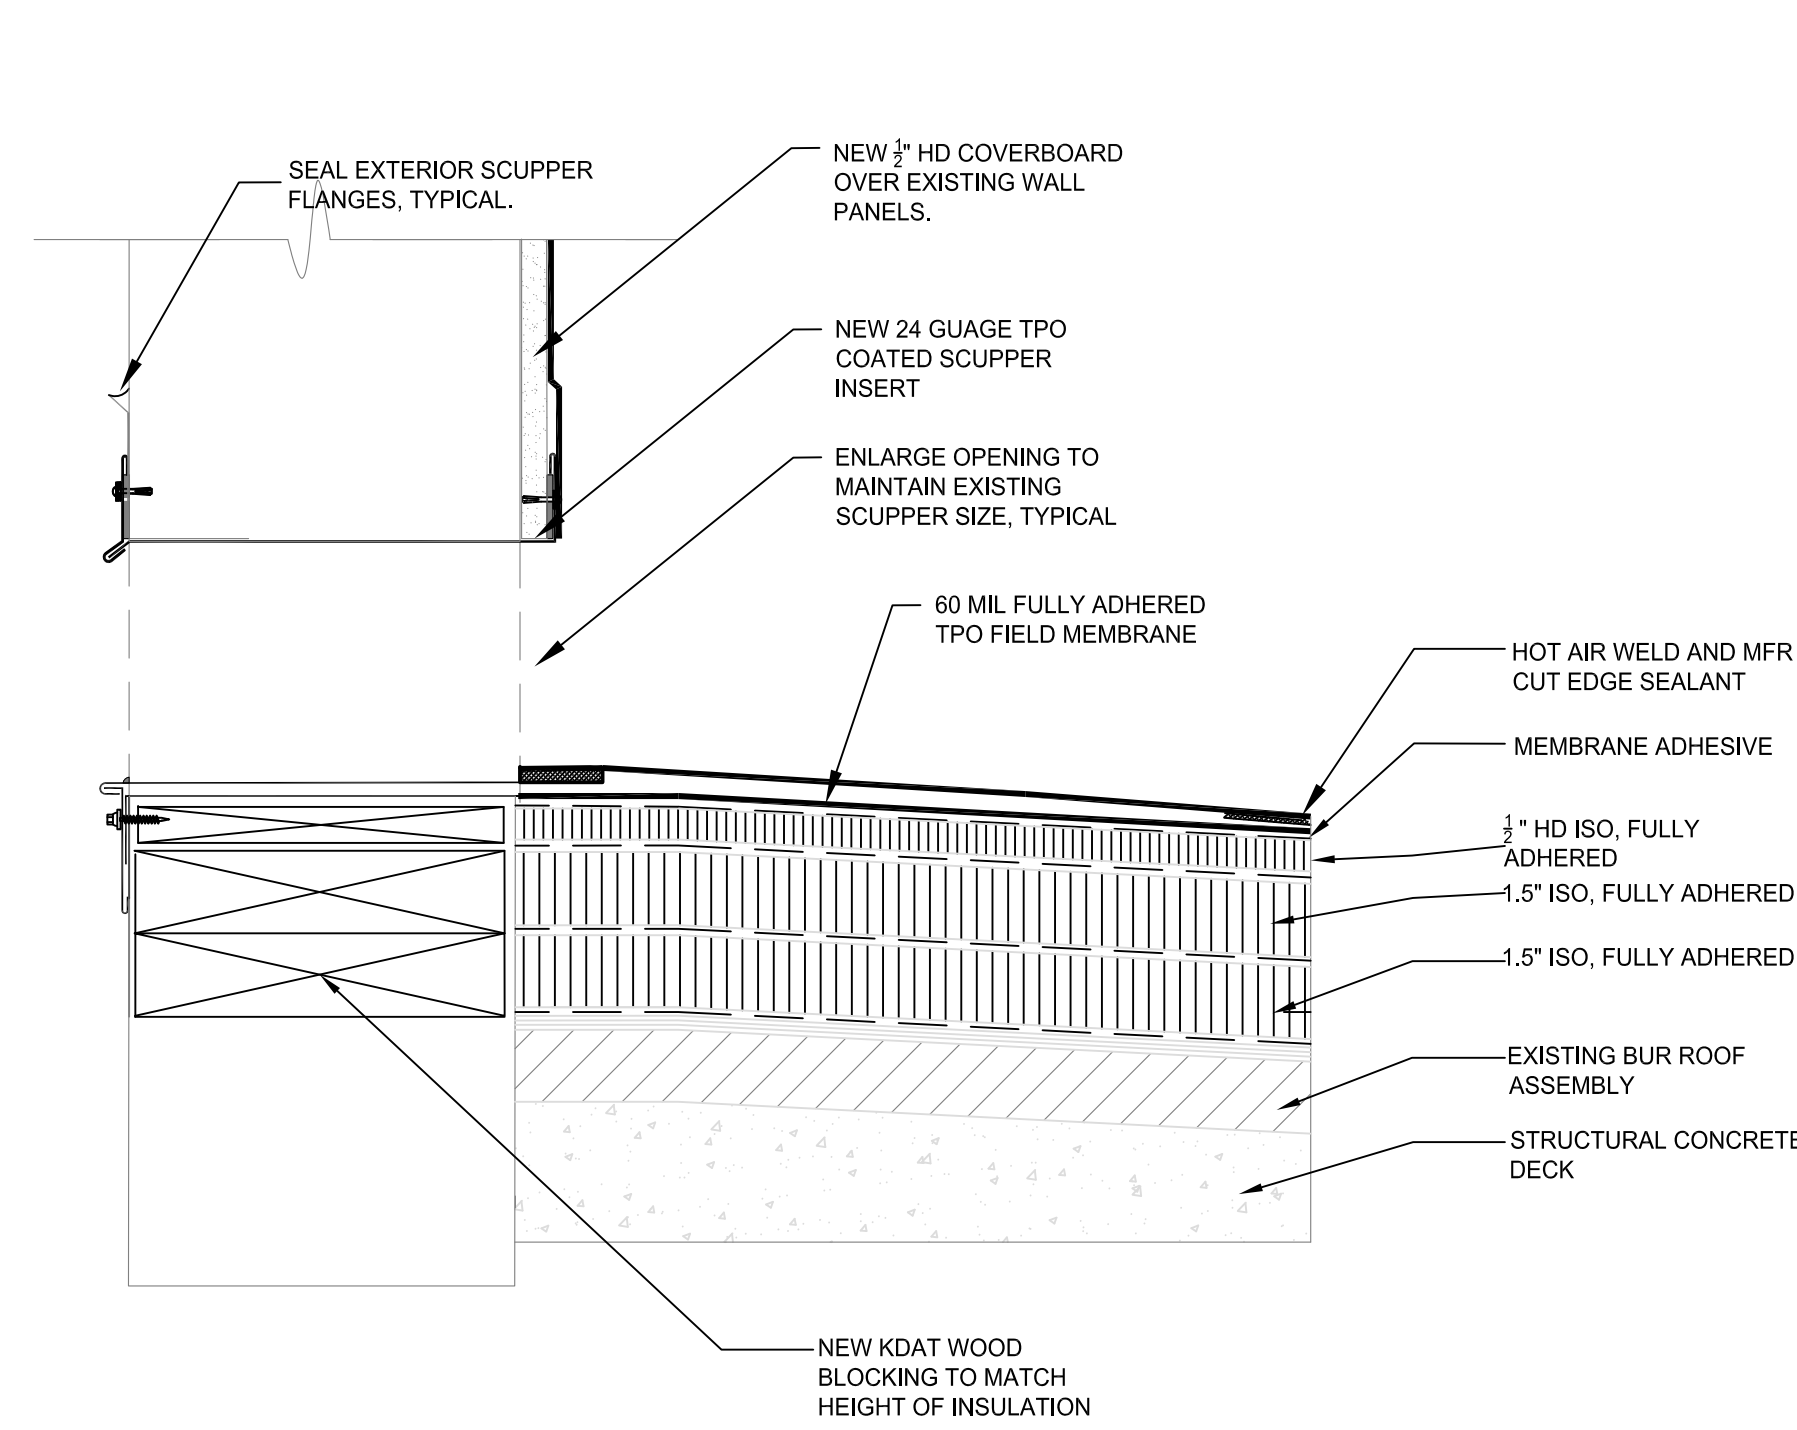 SEAL EXTERIOR SCUPPER
FLANGES, TYPICAL.
NEW ½" HD COVERBOARD
OVER EXISTING WALL
PANELS.
NEW 24 GUAGE TPO
COATED SCUPPER
INSERT
ENLARGE OPENING TO
MAINTAIN EXISTING
SCUPPER SIZE, TYPICAL
60 MIL FULLY ADHERED
TPO FIELD MEMBRANE
HOT AIR WELD AND MFR
CUT EDGE SEALANT
MEMBRANE ADHESIVE
½" HD ISO, FULLY
ADHERED
1.5" ISO, FULLY ADHERED
1.5" ISO, FULLY ADHERED
EXISTING BUR ROOF
ASSEMBLY
STRUCTURAL CONCRETE
DECK
NEW KDAT WOOD
BLOCKING TO MATCH
HEIGHT OF INSULATION